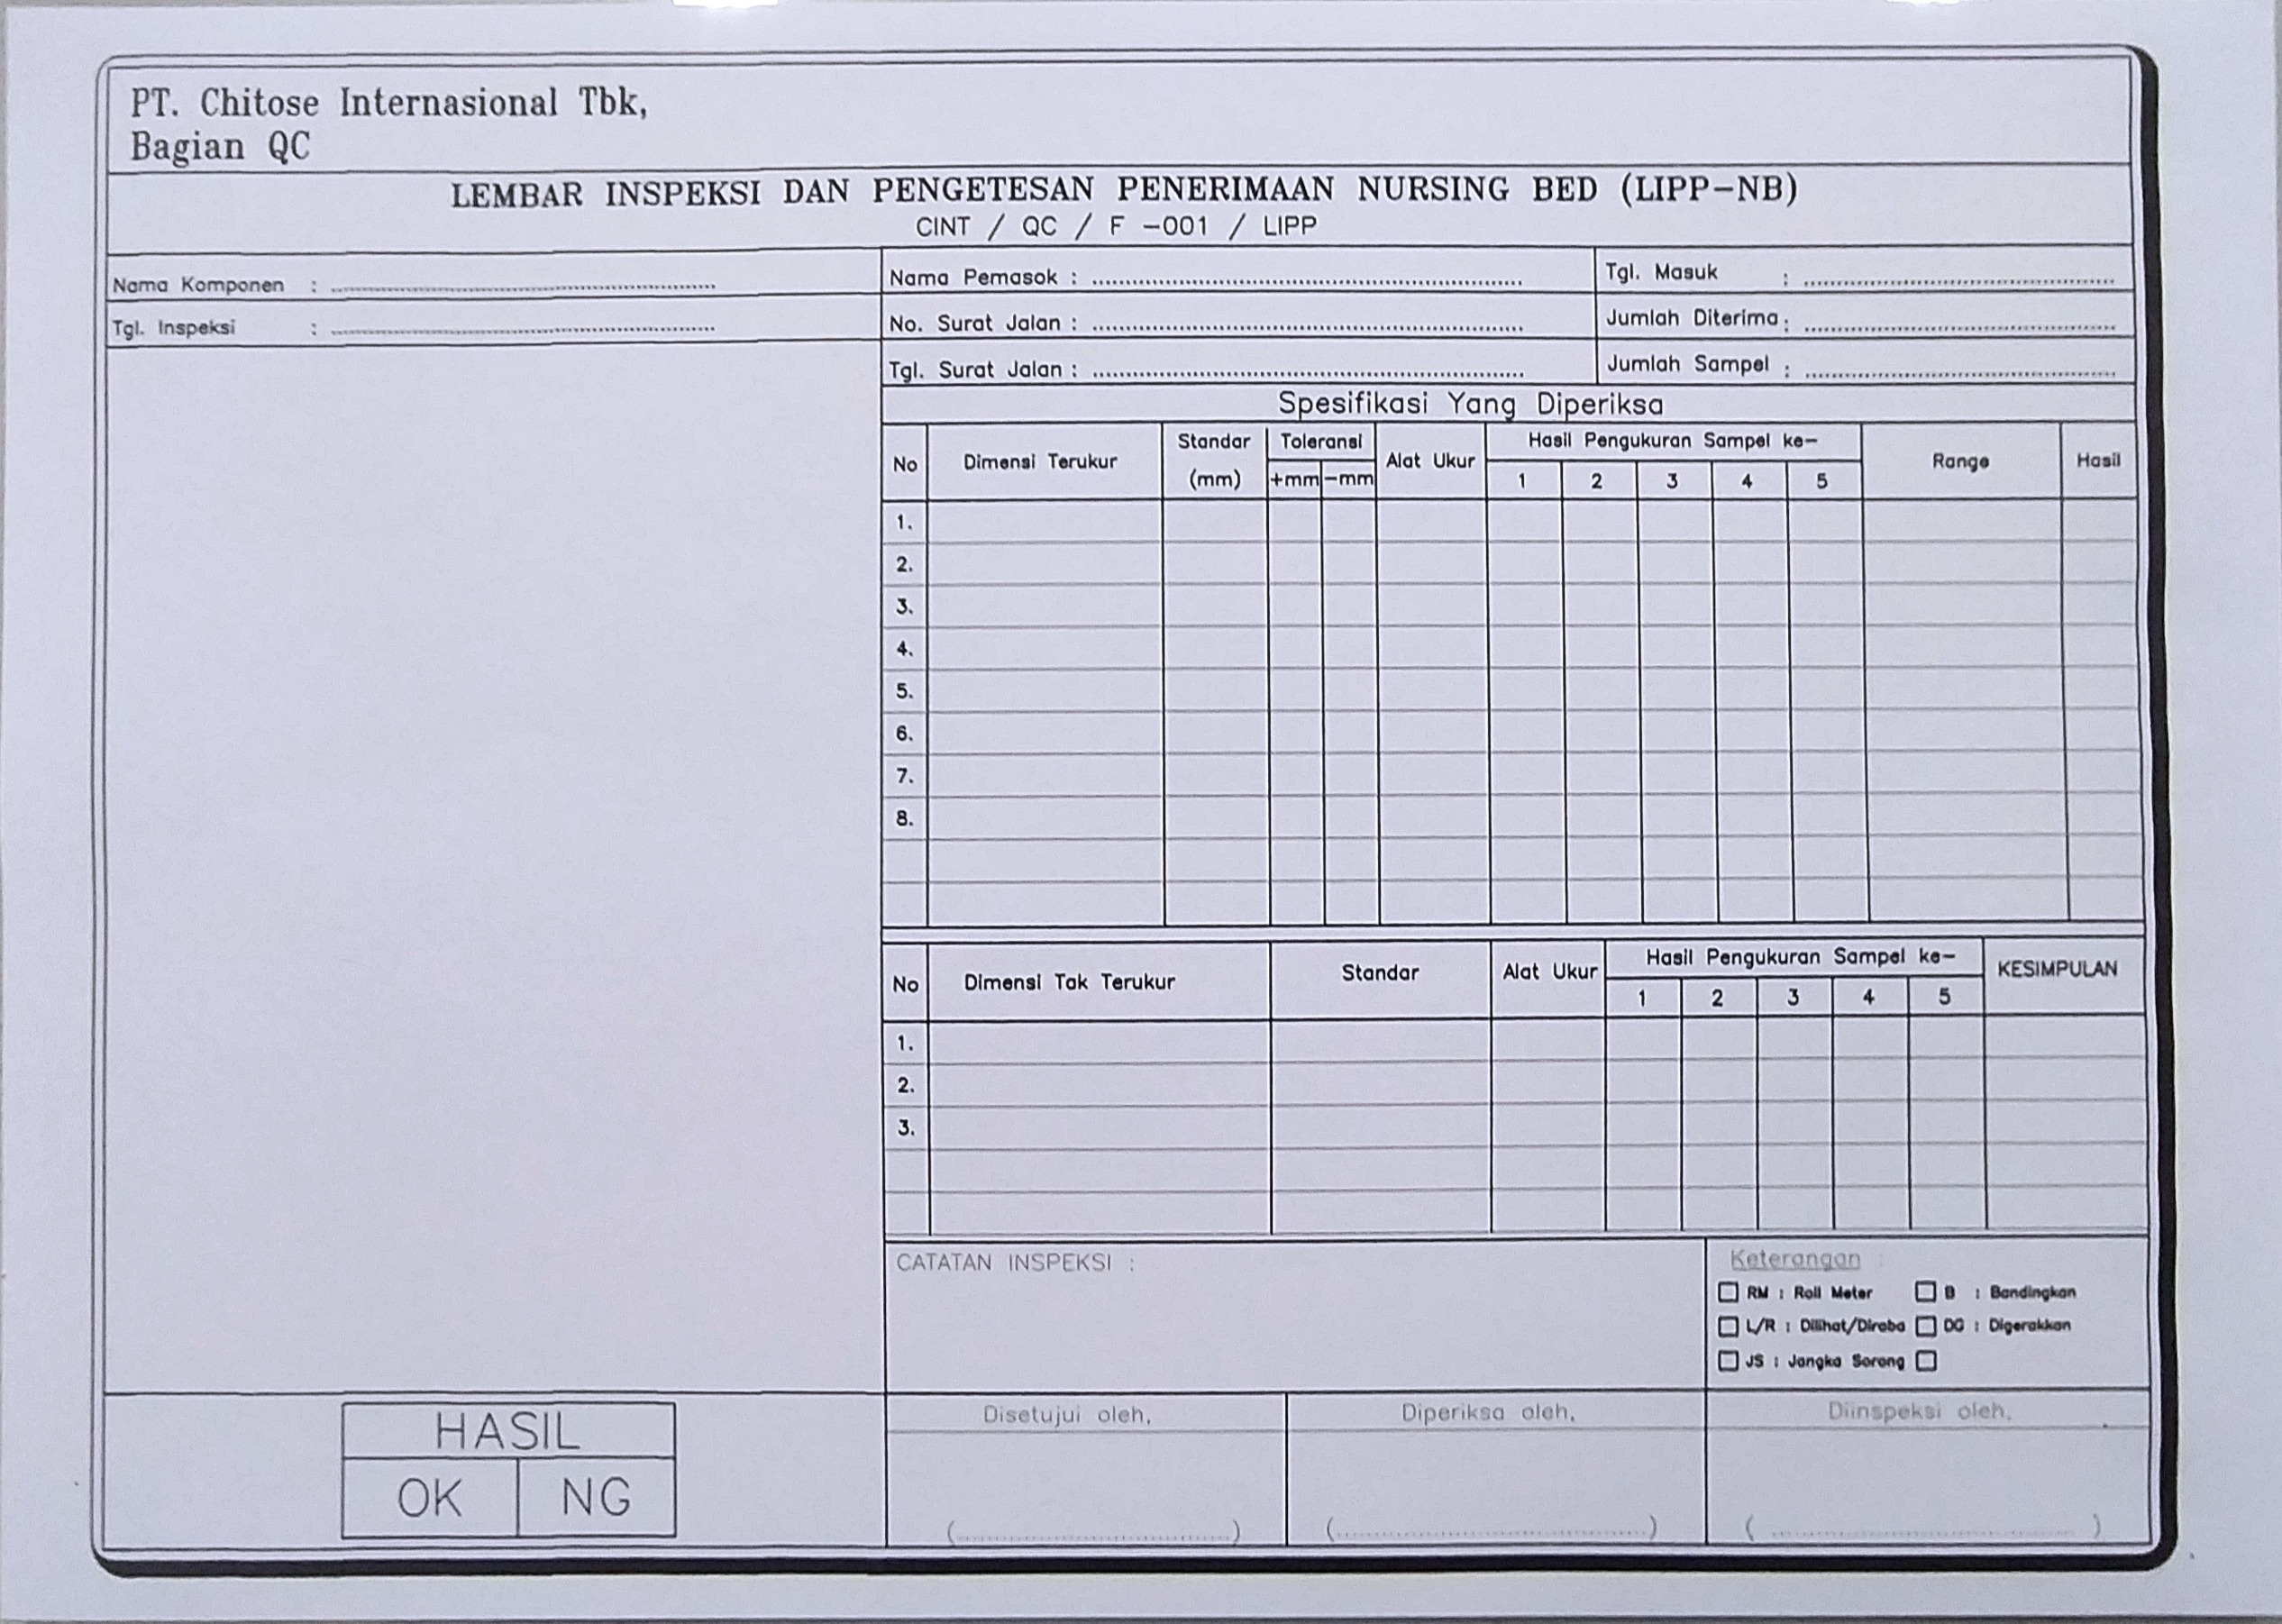 PT. Chitose Internasional Tbk,
Bagian QC
LEMBAR INSPEKSI DAN PENGETESAN PENERIMAAN NURSING BED (LIPP-NB)
CINT / QC / F -001 / LIPP
Nama Komponen : ..........
Tgl. Inspeksi : ..........
Nama Pemasok : ..........
No. Surat Jalan : ..........
Tgl. Surat Jalan : ..........
Tgl. Masuk : ..........
Jumlah Diterima : ..........
Jumlah Sampel : ..........
Spesifikasi Yang Diperiksa
No Dimensi Terukur Standar (mm) Toleransi +mm -mm Alat Ukur Hasil Pengukuran Sampel ke- 1 2 3 4 5 Range Hasil
1.
2.
3.
4.
5.
6.
7.
8.
No Dimensi Tak Terukur Standar Alat Ukur Hasil Pengukuran Sampel ke- 1 2 3 4 5 KESIMPULAN
1.
2.
3.
CATATAN INSPEKSI :
Keterangan :
RM : Roll Meter B : Bandingkan
L/R : Dilihat/Diraba DG : Digerakkan
JS : Jangka Sorong
HASIL
OK NG
Disetujui oleh, Diperiksa oleh, Diinspeksi oleh,
(..........) (..........) (..........)